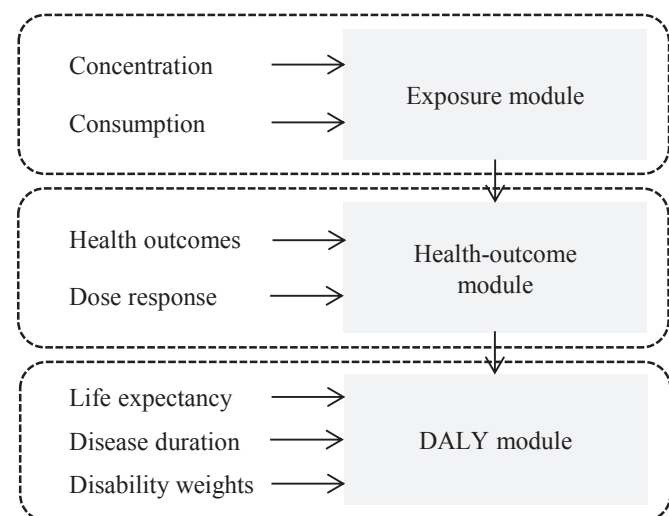 Concentration
Exposure module
Consumption
Health outcomes
Health-outcome
module
Dose response
Life expectancy
Disease duration
DALY module
Disability weights